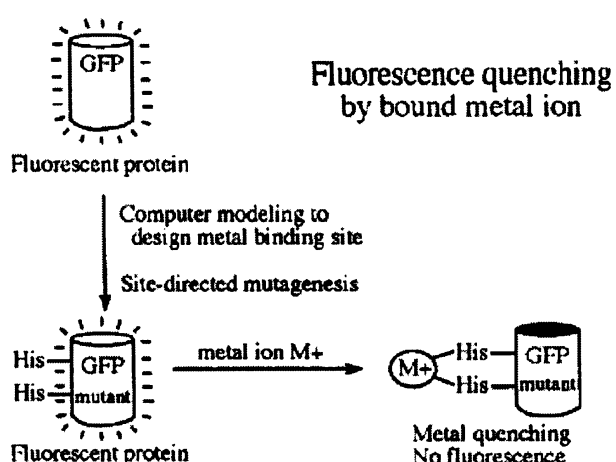 GFP
Fluorescence quenching
by bound metal ion
Fluorescent protein
Computer modeling to
design metal binding site
Site-directed mutagenesis
His
GFP
His
mutant
Fluorescent protein
metal ion M+
M+
His
His
GFP
mutant
Metal quenching
No fluorescence